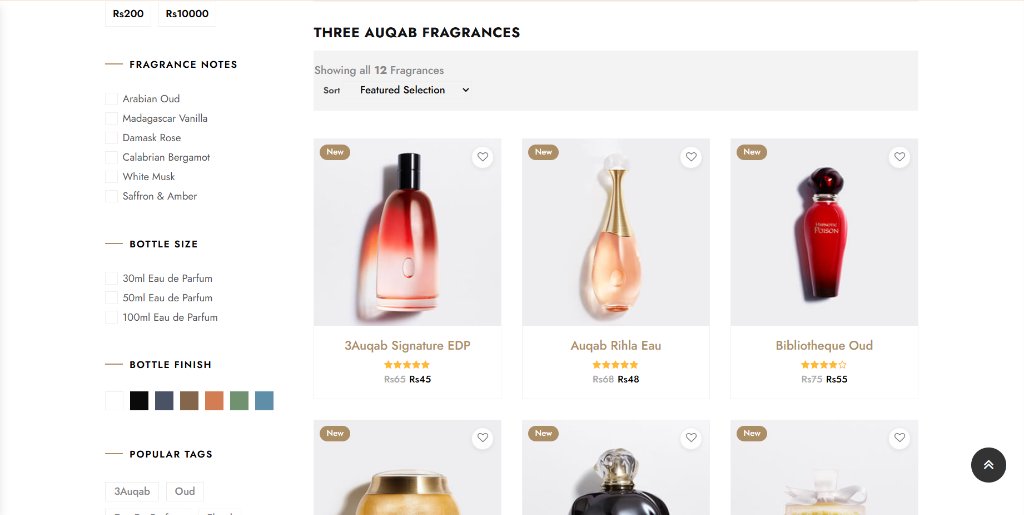 Rs200 Rs10000
FRAGRANCE NOTES
Arabian Oud
Madagascar Vanilla
Damask Rose
Calabrian Bergamot
White Musk
Saffron & Amber
BOTTLE SIZE
30ml Eau de Parfum
50ml Eau de Parfum
100ml Eau de Parfum
BOTTLE FINISH
POPULAR TAGS
3Auqab Oud
THREE AUQAB FRAGRANCES
Showing all 12 Fragrances
Sort Featured Selection
New New New
HYPNOTIC
POISON
3Auqab Signature EDP Auqab Rihla Eau Bibliotheque Oud
Rs65 Rs45 Rs68 Rs48 Rs75 Rs55
New New New